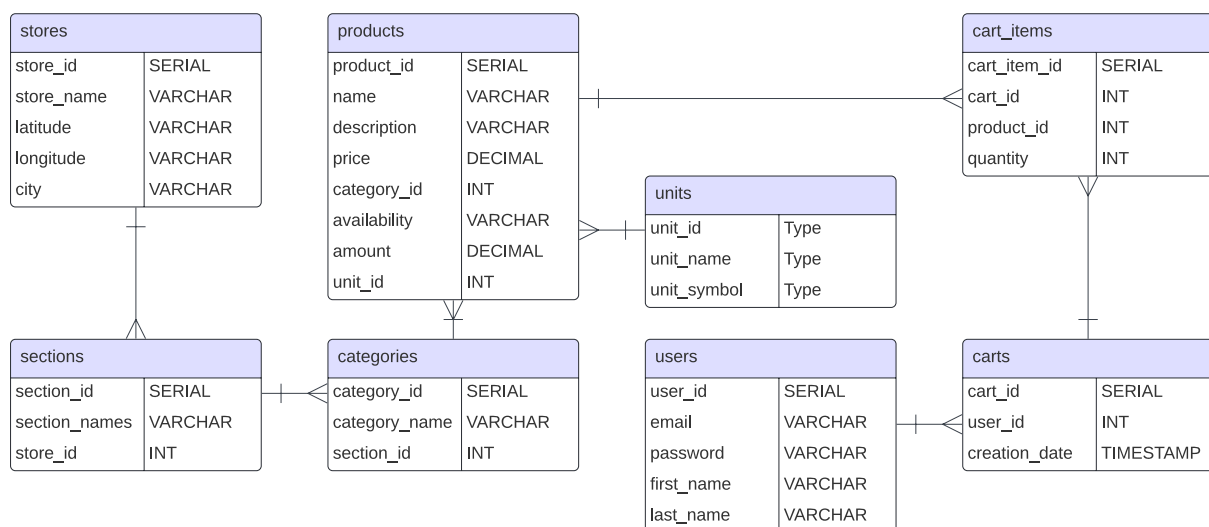 stores
store_id SERIAL
store_name VARCHAR
latitude VARCHAR
longitude VARCHAR
city VARCHAR
products
product_id SERIAL
name VARCHAR
description VARCHAR
price DECIMAL
category_id INT
availability VARCHAR
amount DECIMAL
unit_id INT
cart_items
cart_item_id SERIAL
cart_id INT
product_id INT
quantity INT
units
unit_id Type
unit_name Type
unit_symbol Type
sections
section_id SERIAL
section_names VARCHAR
store_id INT
categories
category_id SERIAL
category_name VARCHAR
section_id INT
users
user_id SERIAL
email VARCHAR
password VARCHAR
first_name VARCHAR
last_name VARCHAR
carts
cart_id SERIAL
user_id INT
creation_date TIMESTAMP